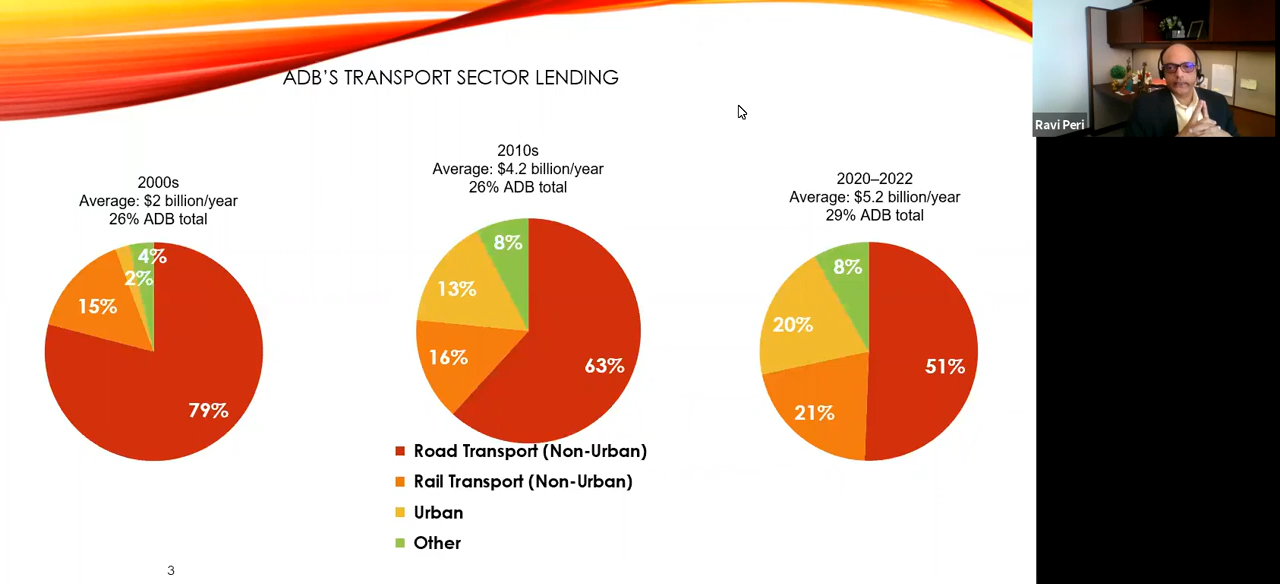 ADB'S TRANSPORT SECTOR LENDING
Ravi Peri
2000s
Average: $2 billion/year
26% ADB total
4%
2%
15%
79%
2010s
Average: $4.2 billion/year
26% ADB total
8%
13%
16%
63%
2020–2022
Average: $5.2 billion/year
29% ADB total
8%
20%
21%
51%
Road Transport (Non-Urban)
Rail Transport (Non-Urban)
Urban
Other
3